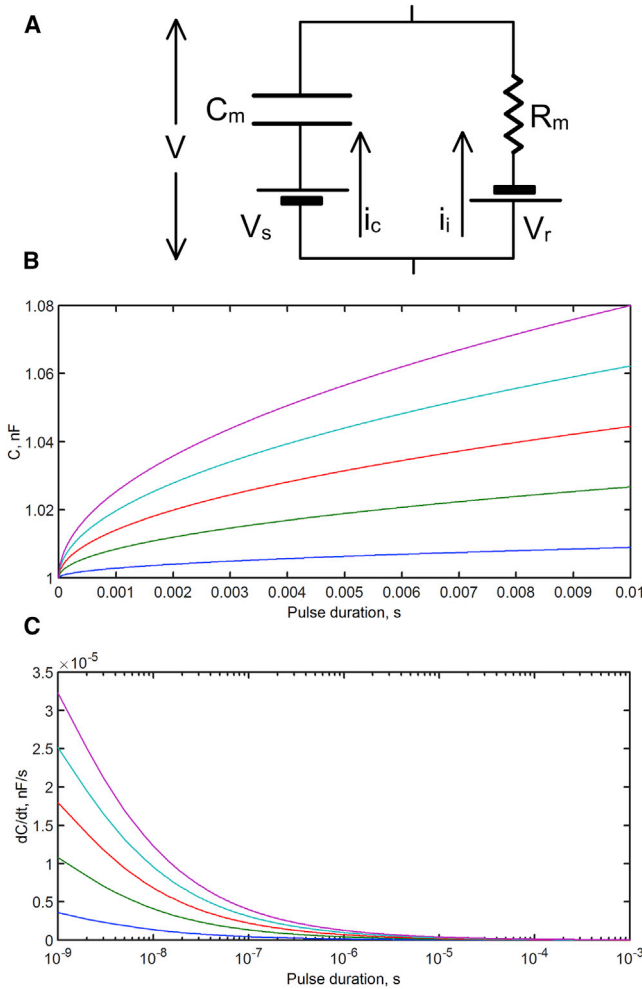 A
V
Cm
Vs
ic
ii
Rm
Vr
B
1.08
1.06
1.04
1.02
1
C, nF
0 0.001 0.002 0.003 0.004 0.005 0.006 0.007 0.008 0.009 0.01
Pulse duration, s
C
×10-5
3.5
3
2.5
2
1.5
1
0.5
0
dC/dt, nF/s
10-9 10-8 10-7 10-6 10-5 10-4 10-3
Pulse duration, s